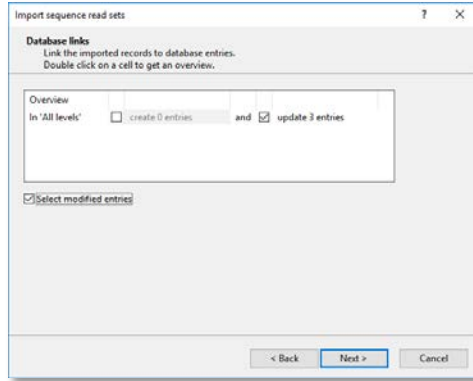 Import sequence read sets ? X
Database links
Link the imported records to database entries.
Double click on a cell to get an overview.
Overview
In 'All levels' create 0 entries and update 3 entries
Select modified entries
< Back Next > Cancel